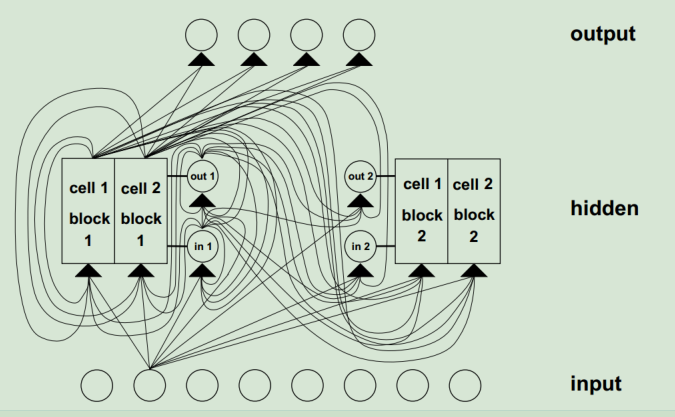 output
out 1
out 2
cell 1
block
1
cell 2
block
1
cell 1
block
2
cell 2
block
2
hidden
in 1
in 2
input